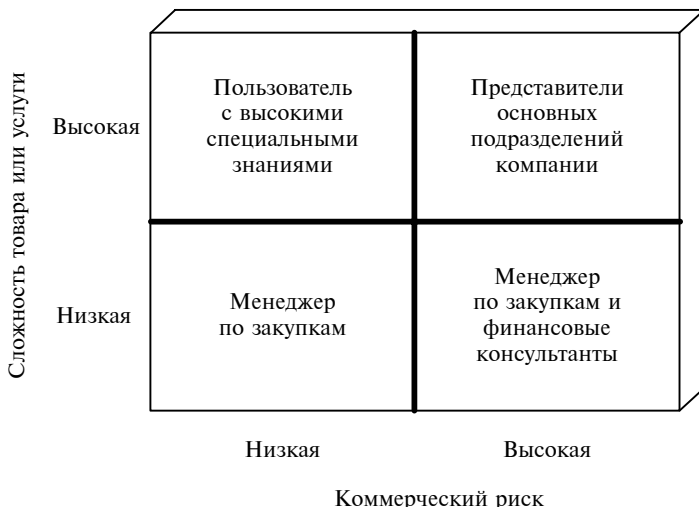 Сложность товара или услуги
Высокая
Пользователь
с высокими
специальными
знаниями
Представители
основных
подразделений
компании
Низкая
Менеджер
по закупкам
Менеджер
по закупкам и
финансовые
консультанты
Низкая
Высокая
Коммерческий риск